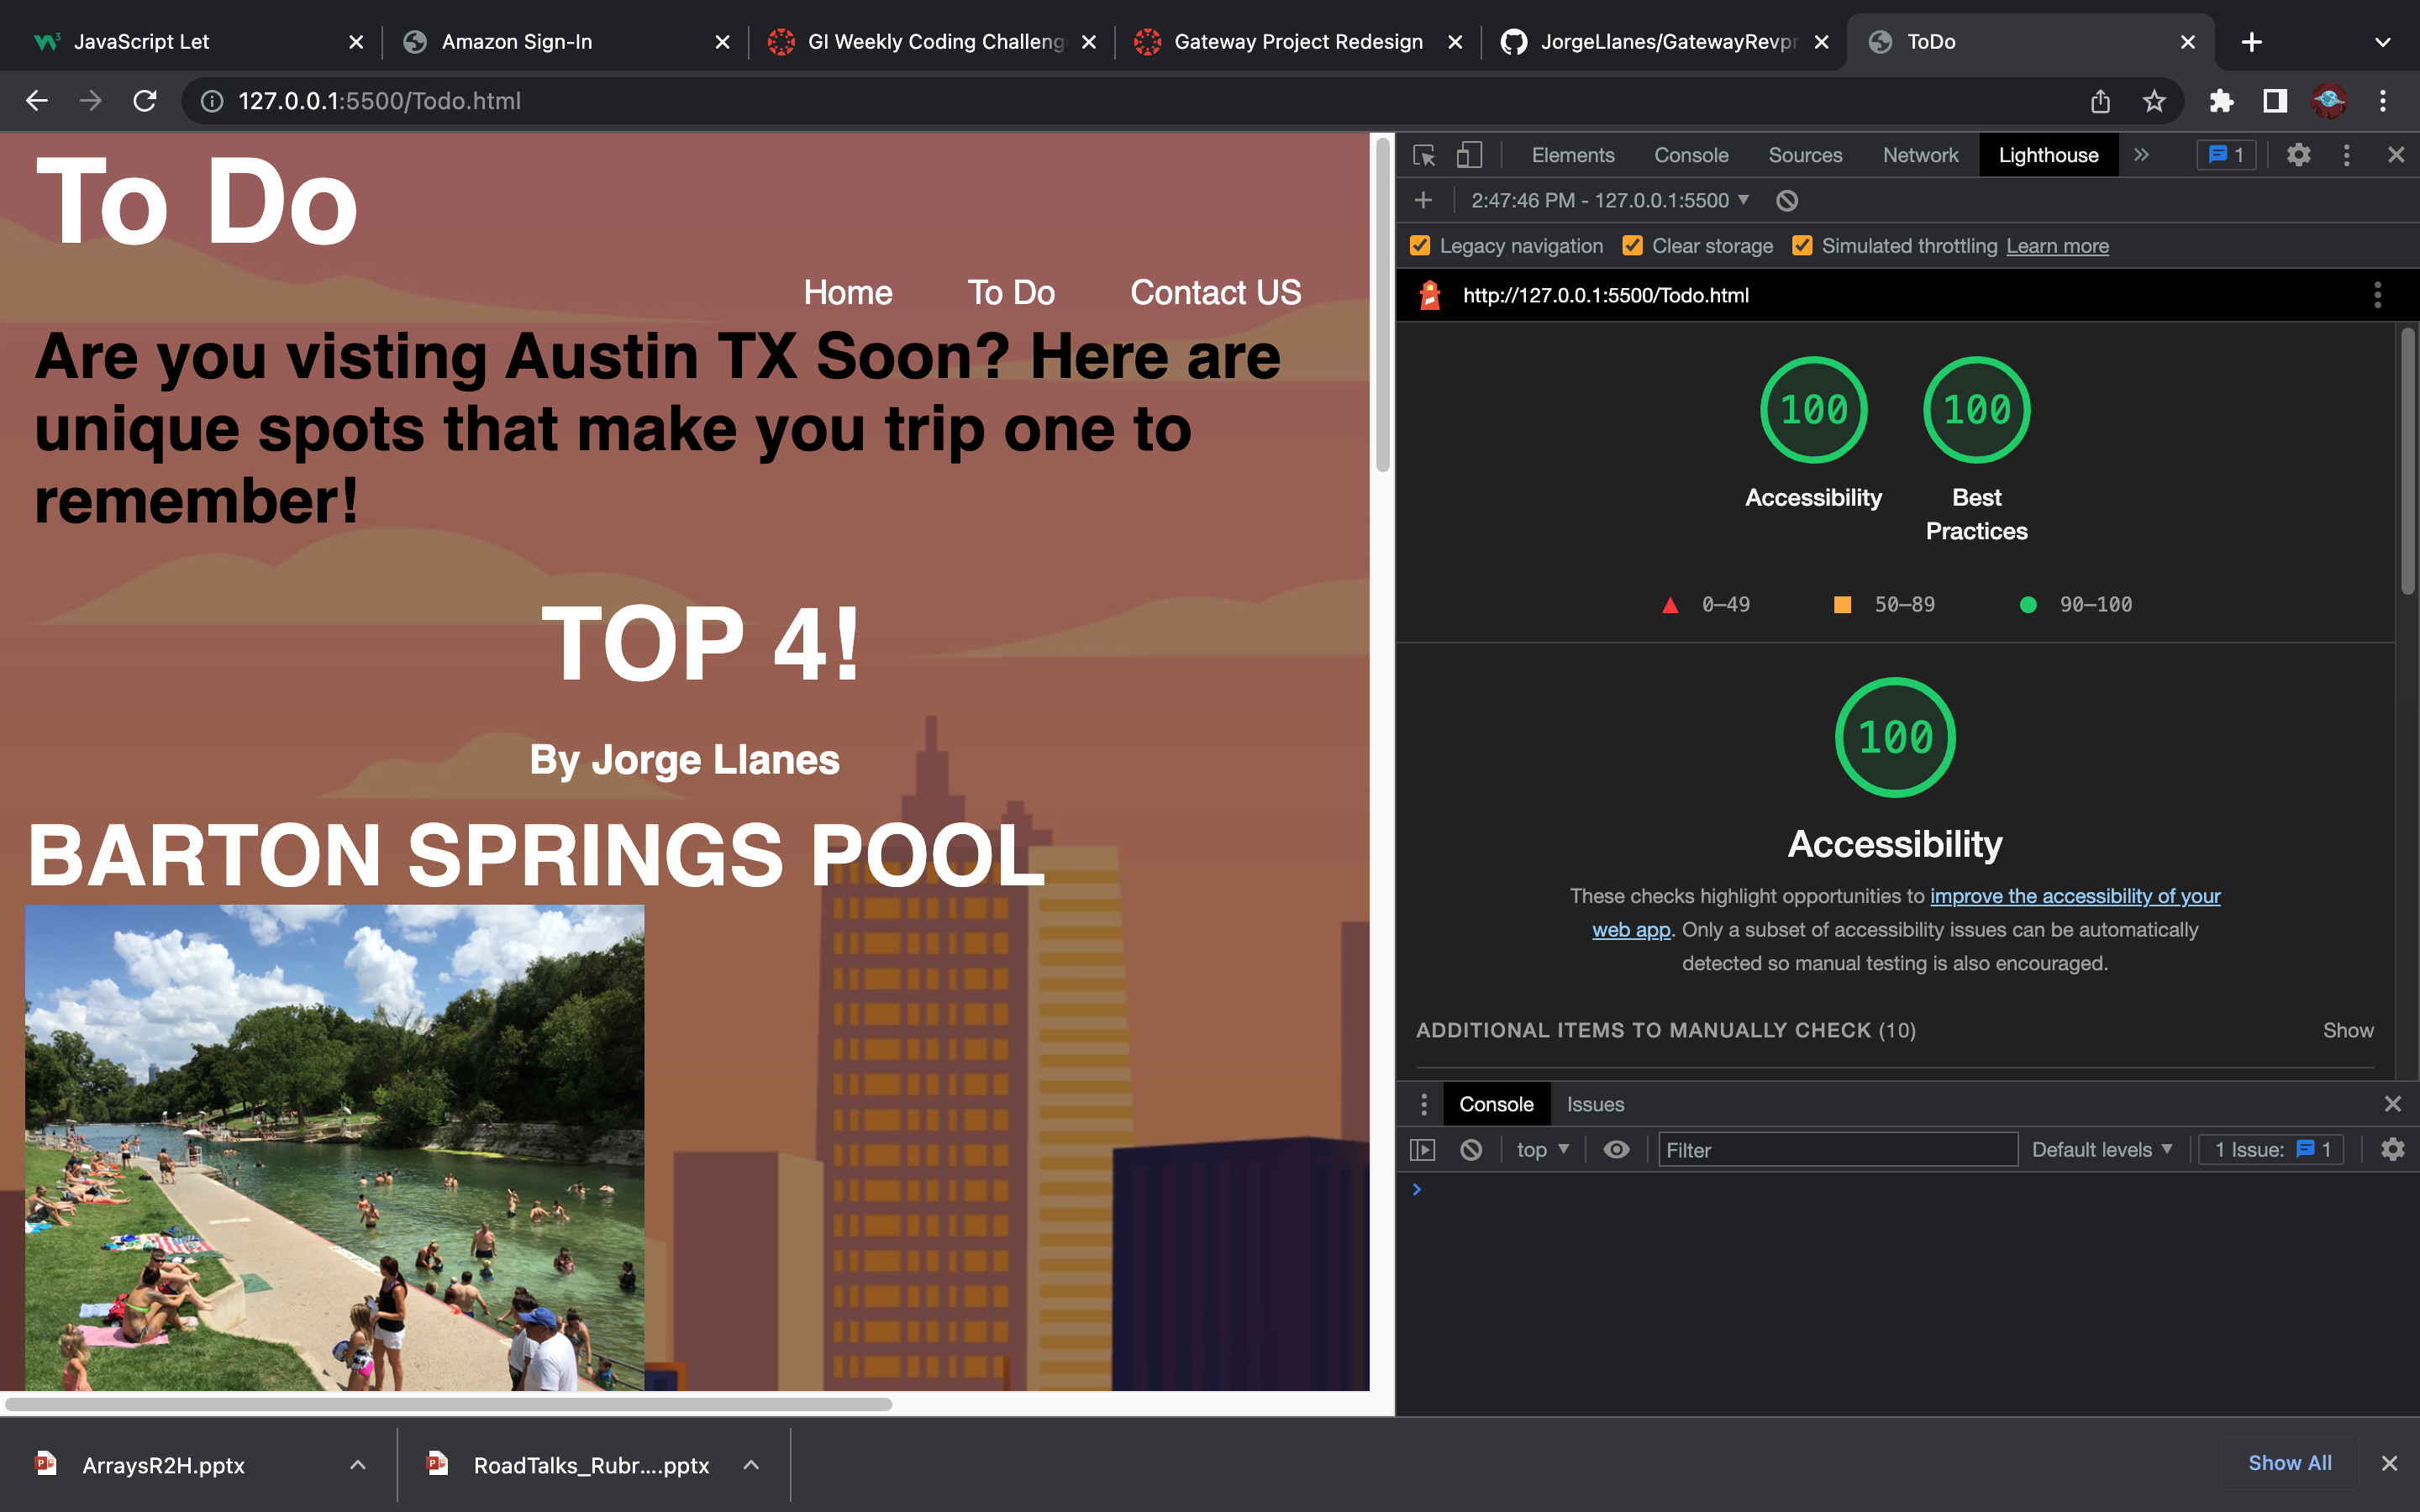 JavaScript Let
Amazon Sign-In
GI Weekly Coding Challeng
Gateway Project Redesign
JorgeLlanes/GatewayRevpr
ToDo
127.0.0.1:5500/Todo.html
To Do
Home To Do Contact US
Are you visting Austin TX Soon? Here are
unique spots that make you trip one to
remember!
TOP 4!
By Jorge Llanes
BARTON SPRINGS POOL
Elements Console Sources Network Lighthouse 1
2:47:46 PM - 127.0.0.1:5500
Legacy navigation Clear storage Simulated throttling Learn more
http://127.0.0.1:5500/Todo.html
100 100
Accessibility Best
Practices
0–49 50–89 90–100
100
Accessibility
These checks highlight opportunities to improve the accessibility of your
web app. Only a subset of accessibility issues can be automatically
detected so manual testing is also encouraged.
ADDITIONAL ITEMS TO MANUALLY CHECK (10) Show
Console Issues
top Filter Default levels 1 Issue: 1
ArraysR2H.pptx
RoadTalks_Rubr....pptx
Show All